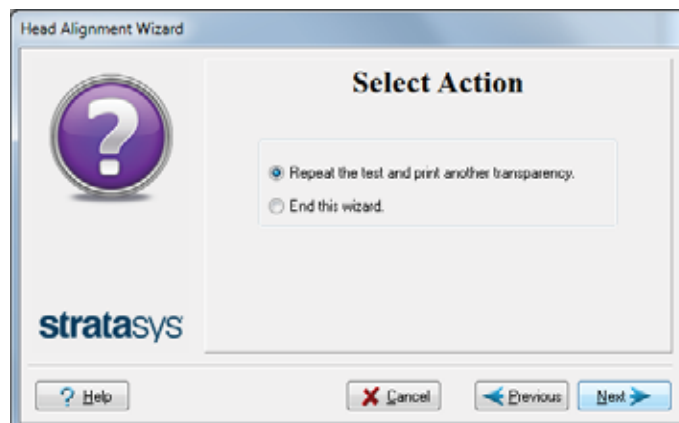 Head Alignment Wizard
Select Action
Repeat the test and print another transparency.
End this wizard.
stratasys
? Help
Cancel
Previous
Next